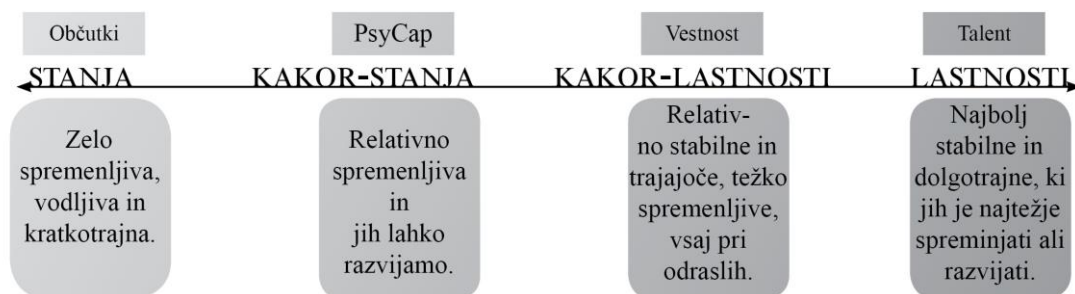 Občutki
PsyCap
Vestnost
Talent
STANJA
KAKOR-STANJA
KAKOR-LASTNOSTI
LASTNOSTI
Zelo
spremenljiva,
vodljiva in
kratkotrajna.
Relativno
spremenljiva
in
jih lahko
razvijamo.
Relativ-
no stabilne in
trajajoče, težko
spremenljive,
vsaj pri
odraslih.
Najbolj
stabilne in
dolgotrajne, ki
jih je najtežje
spreminjati ali
razvijati.